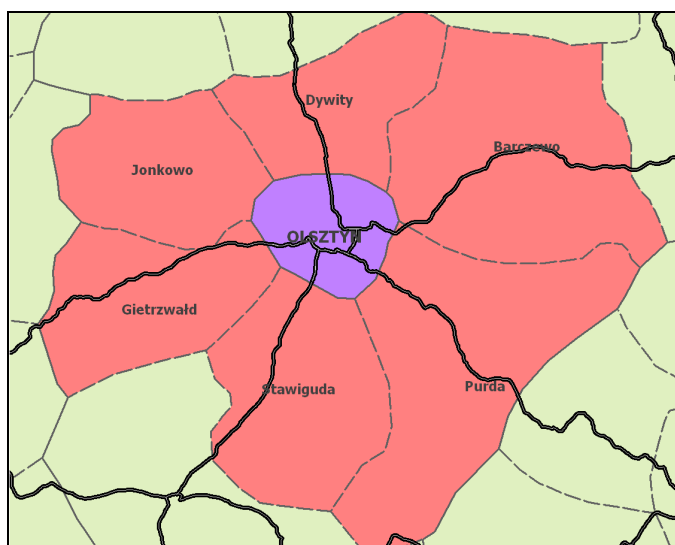 Dywity
Barczewo
Jonkowo
OLSZTYN
Gietrzwałd
Stawiguda
Purda